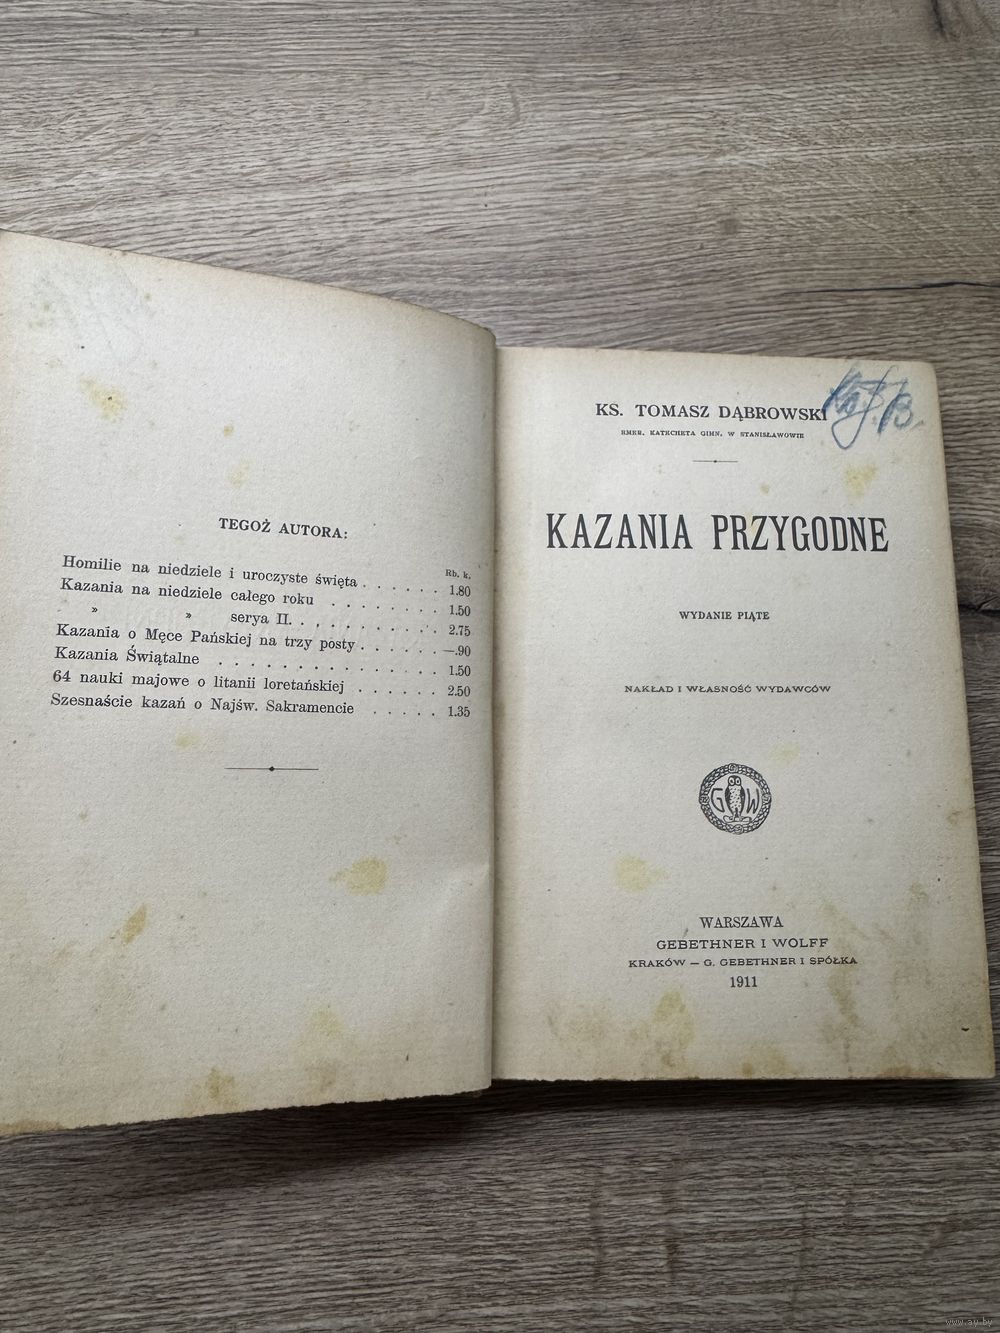 TEGOŻ AUTORA:
Rb. k.
Homilie na niedziele i uroczyste święta . . . . . . 1.80
Kazania na niedziele całego roku . . . . . . . 1.50
» » serya II. . . . . . . . . . 2.75
Kazania o Męce Pańskiej na trzy posty . . . . . . —.90
Kazania Świątalne . . . . . . . . . . . . . 1.50
64 nauki majowe o litanii loretańskiej . . . . . . 2.50
Szesnaście kazań o Najśw. Sakramencie . . . . . 1.35
KS. TOMASZ DĄBROWSKI
EMER. KATECHETA GIMN. W STANISŁAWOWIE
KAZANIA PRZYGODNE
WYDANIE PIĄTE
NAKŁAD I WŁASNOŚĆ WYDAWCÓW
G W
WARSZAWA
GEBETHNER I WOLFF
KRAKÓW — G. GEBETHNER I SPÓŁKA
1911
www.ay.by